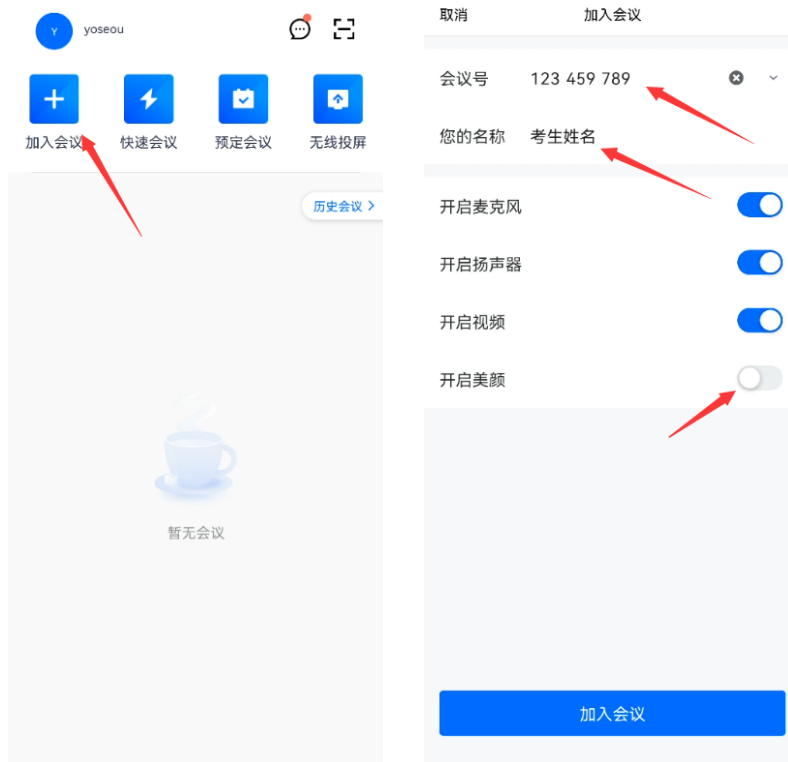 Y
yoseou
加入会议
快速会议
预定会议
无线投屏
历史会议
暂无会议
取消
加入会议
会议号
123 459 789
您的名称
考生姓名
开启麦克风
开启扬声器
开启视频
开启美颜
加入会议